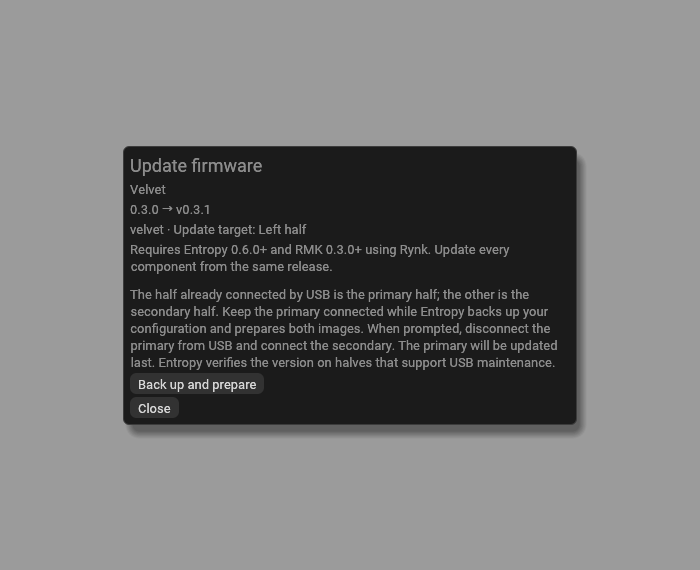 Update firmware
Velvet
0.3.0 → v0.3.1
velvet · Update target: Left half
Requires Entropy 0.6.0+ and RMK 0.3.0+ using Rynk. Update every
component from the same release.
The half already connected by USB is the primary half; the other is the
secondary half. Keep the primary connected while Entropy backs up your
configuration and prepares both images. When prompted, disconnect the
primary from USB and connect the secondary. The primary will be updated
last. Entropy verifies the version on halves that support USB maintenance.
Back up and prepare
Close